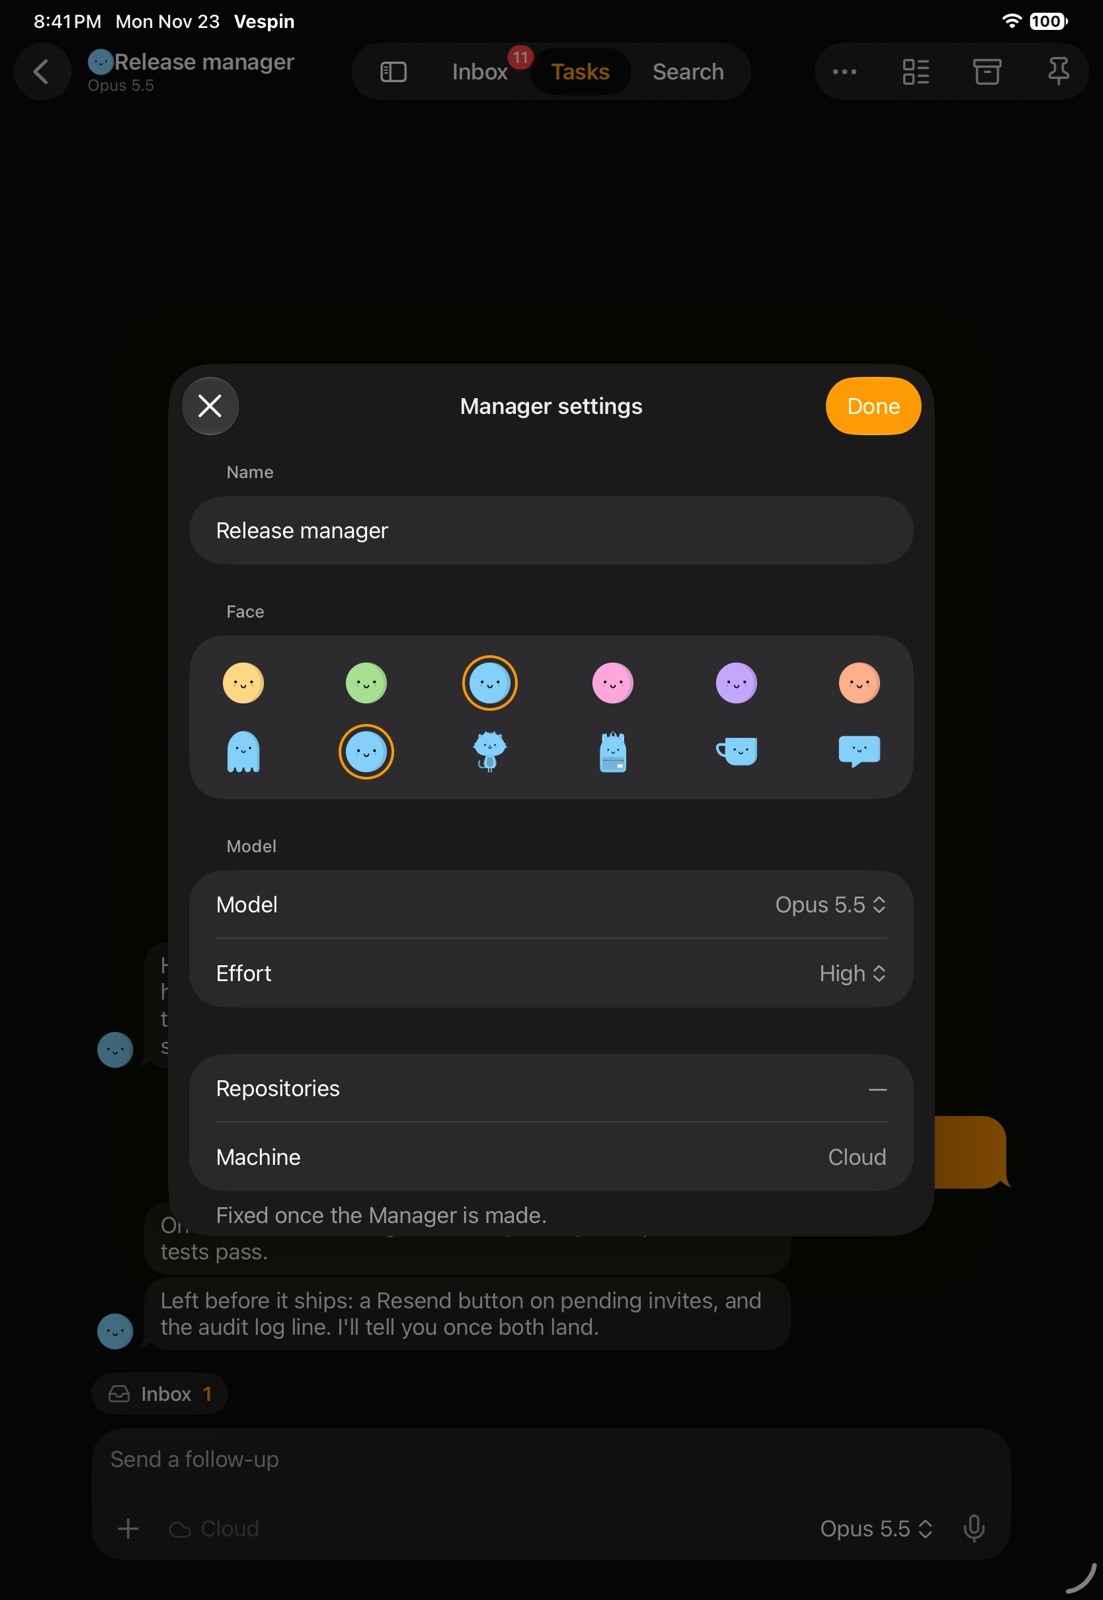 8:41 PM Mon Nov 23 Vespin
100
Release manager
Opus 5.5
Inbox
11
Tasks
Search
Manager settings
Done
Name
Release manager
Face
Model
Model
Opus 5.5
Effort
High
Repositories
—
Machine
Cloud
Fixed once the Manager is made.
tests pass.
Left before it ships: a Resend button on pending invites, and
the audit log line. I'll tell you once both land.
Inbox 1
Send a follow-up
Cloud
Opus 5.5